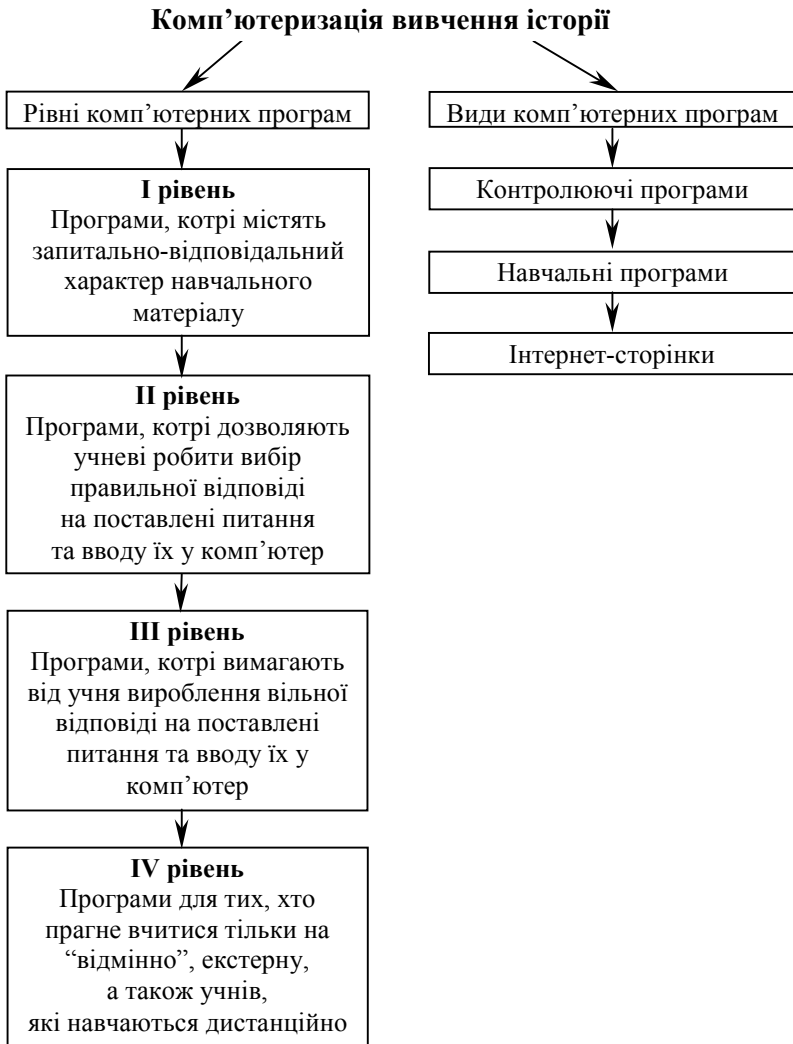 Комп’ютеризація вивчення історії
Рівні комп’ютерних програм
І рівень
Програми, котрі містять
запитально-відповідальний
характер навчального
матеріалу
ІІ рівень
Програми, котрі дозволяють
учневі робити вибір
правильної відповіді
на поставлені питання
та вводу їх у комп’ютер
ІІІ рівень
Програми, котрі вимагають
від учня вироблення вільної
відповіді на поставлені
питання та вводу їх у
комп’ютер
IV рівень
Програми для тих, хто
прагне вчитися тільки на
“відмінно”, екстерну,
а також учнів,
які навчаються дистанційно
Види комп’ютерних програм
Контролюючі програми
Навчальні програми
Інтернет-сторінки